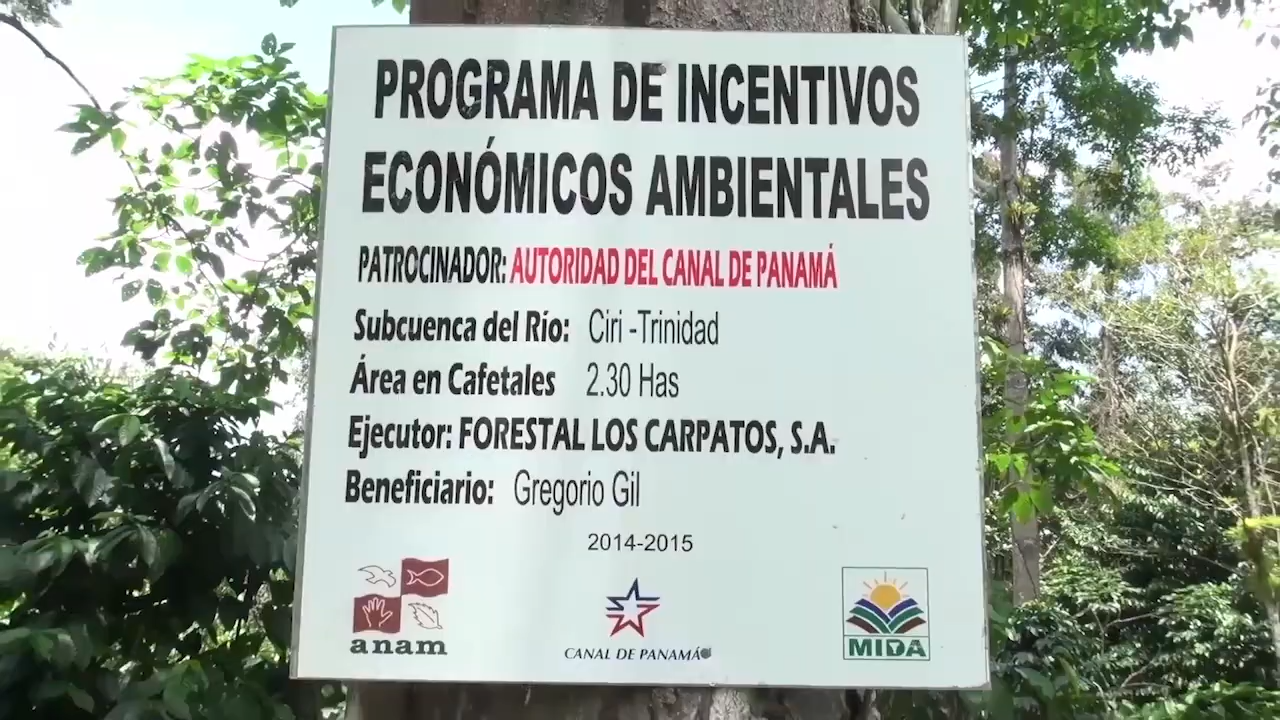 PROGRAMA DE INCENTIVOS
ECONÓMICOS AMBIENTALES
PATROCINADOR: AUTORIDAD DEL CANAL DE PANAMÁ
Subcuenca del Río: Ciri -Trinidad
Área en Cafetales 2.30 Has
Ejecutor: FORESTAL LOS CARPATOS, S.A.
Beneficiario: Gregorio Gil
2014-2015
anam
CANAL DE PANAMÁ
MIDA